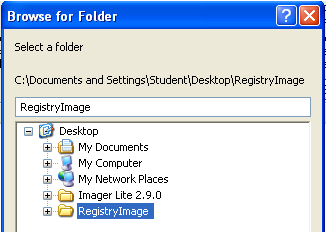 Browse for Folder
Select a folder
C:\Documents and Settings\Student\Desktop\RegistryImage
RegistryImage
Desktop
My Documents
My Computer
My Network Places
Imager Lite 2.9.0
RegistryImage